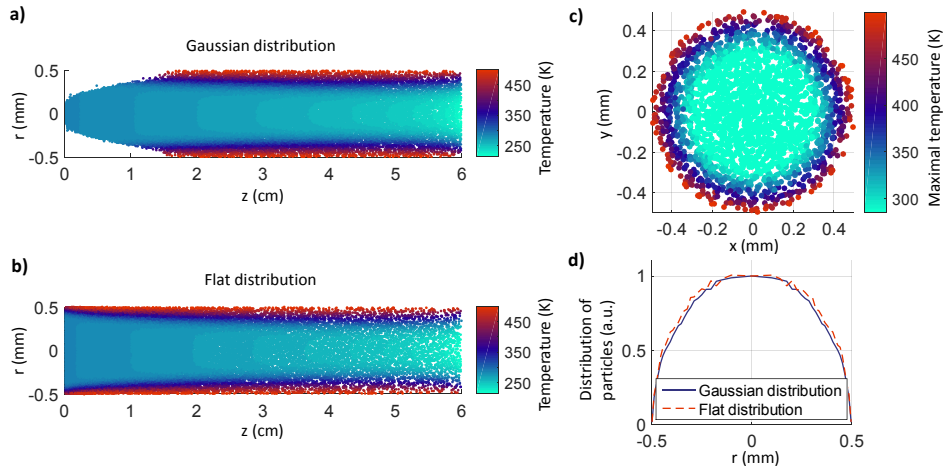 a)
Gaussian distribution
0.5
0
-0.5
r (mm)
0 1 2 3 4 5 6
z (cm)
450
350
250
Temperature (K)
b)
Flat distribution
0.5
0
-0.5
r (mm)
0 1 2 3 4 5 6
z (cm)
450
350
250
Temperature (K)
c)
0.4
0.2
0
-0.2
-0.4
y (mm)
-0.4 -0.2 0 0.2 0.4
x (mm)
450
400
350
300
Maximal temperature (K)
d)
1
0.5
0
Distribution of
particles (a.u.)
Gaussian distribution
Flat distribution
-0.5 0 0.5
r (mm)